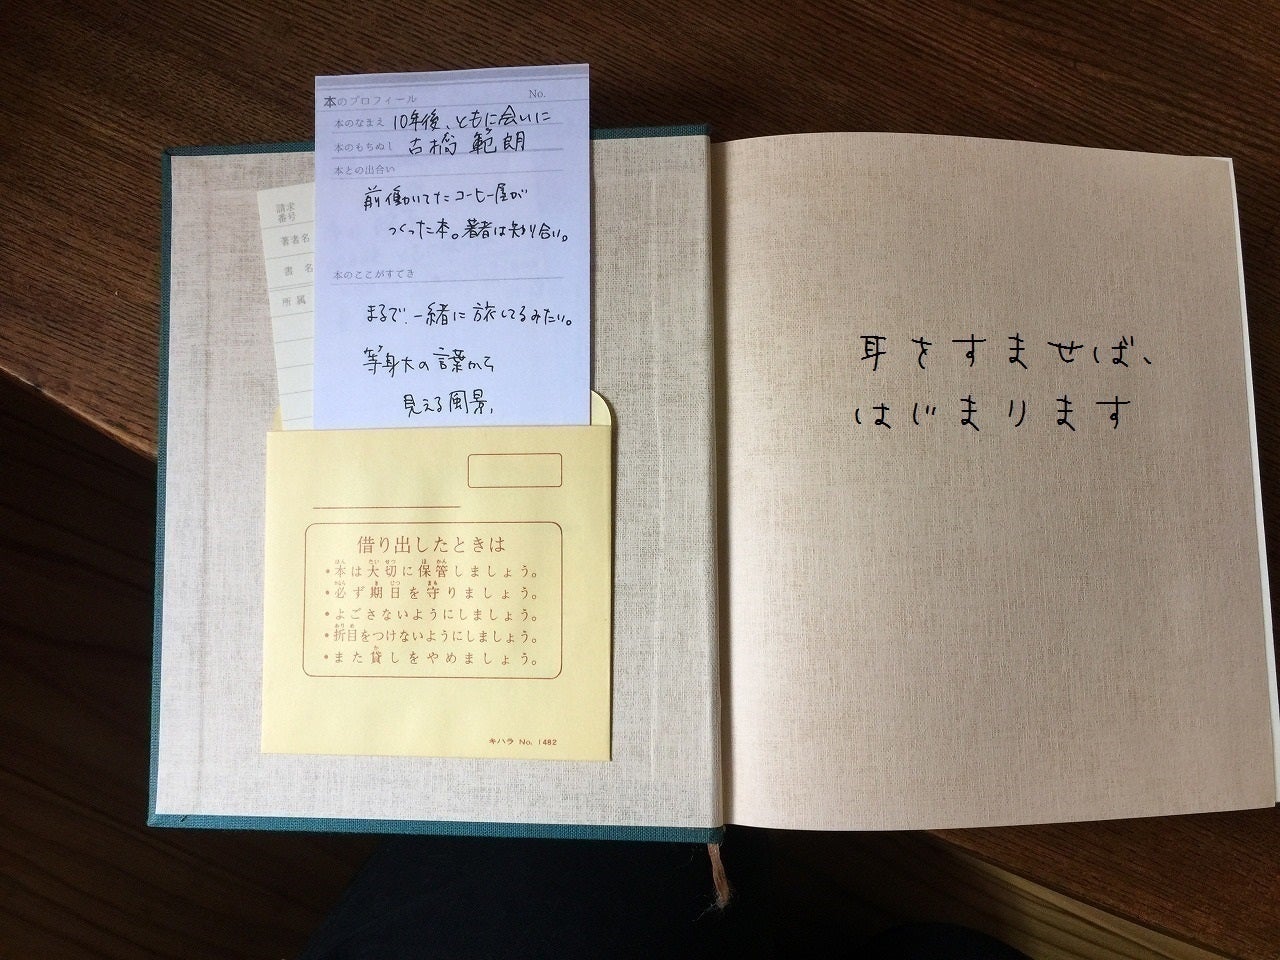 本のプロフィール No.
本のなまえ 10年後、ともに会いに
本のもちぬし 古橋 範朗
本との出合い
前働いてたコーヒー屋が
つくった本。著者は知り合い。
本のここがすてき
まるで、一緒に旅してるみたい。
等身大の言葉から
見える風景、
請求
番号
著者名
書名
所属
借り出したときは
・本は大切に保管しましょう。
・必ず期日を守りましょう。
・よごさないようにしましょう。
・折目をつけないようにしましょう。
・また貸しをやめましょう。
キハラ No. 1482
耳をすませば、
はじまります